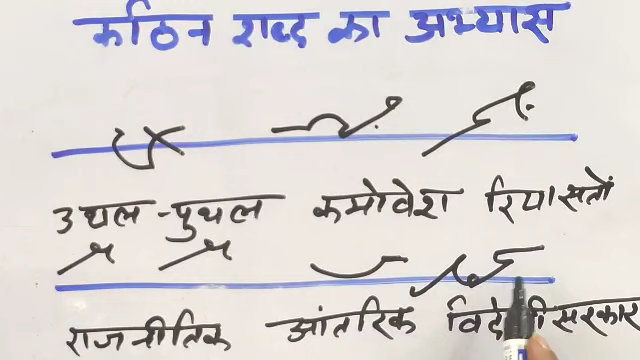 कठिन शब्द का अभ्यास
उथल-पुथल कमोवेश रियासतों
राजनीतिक आंतरिक सरकार